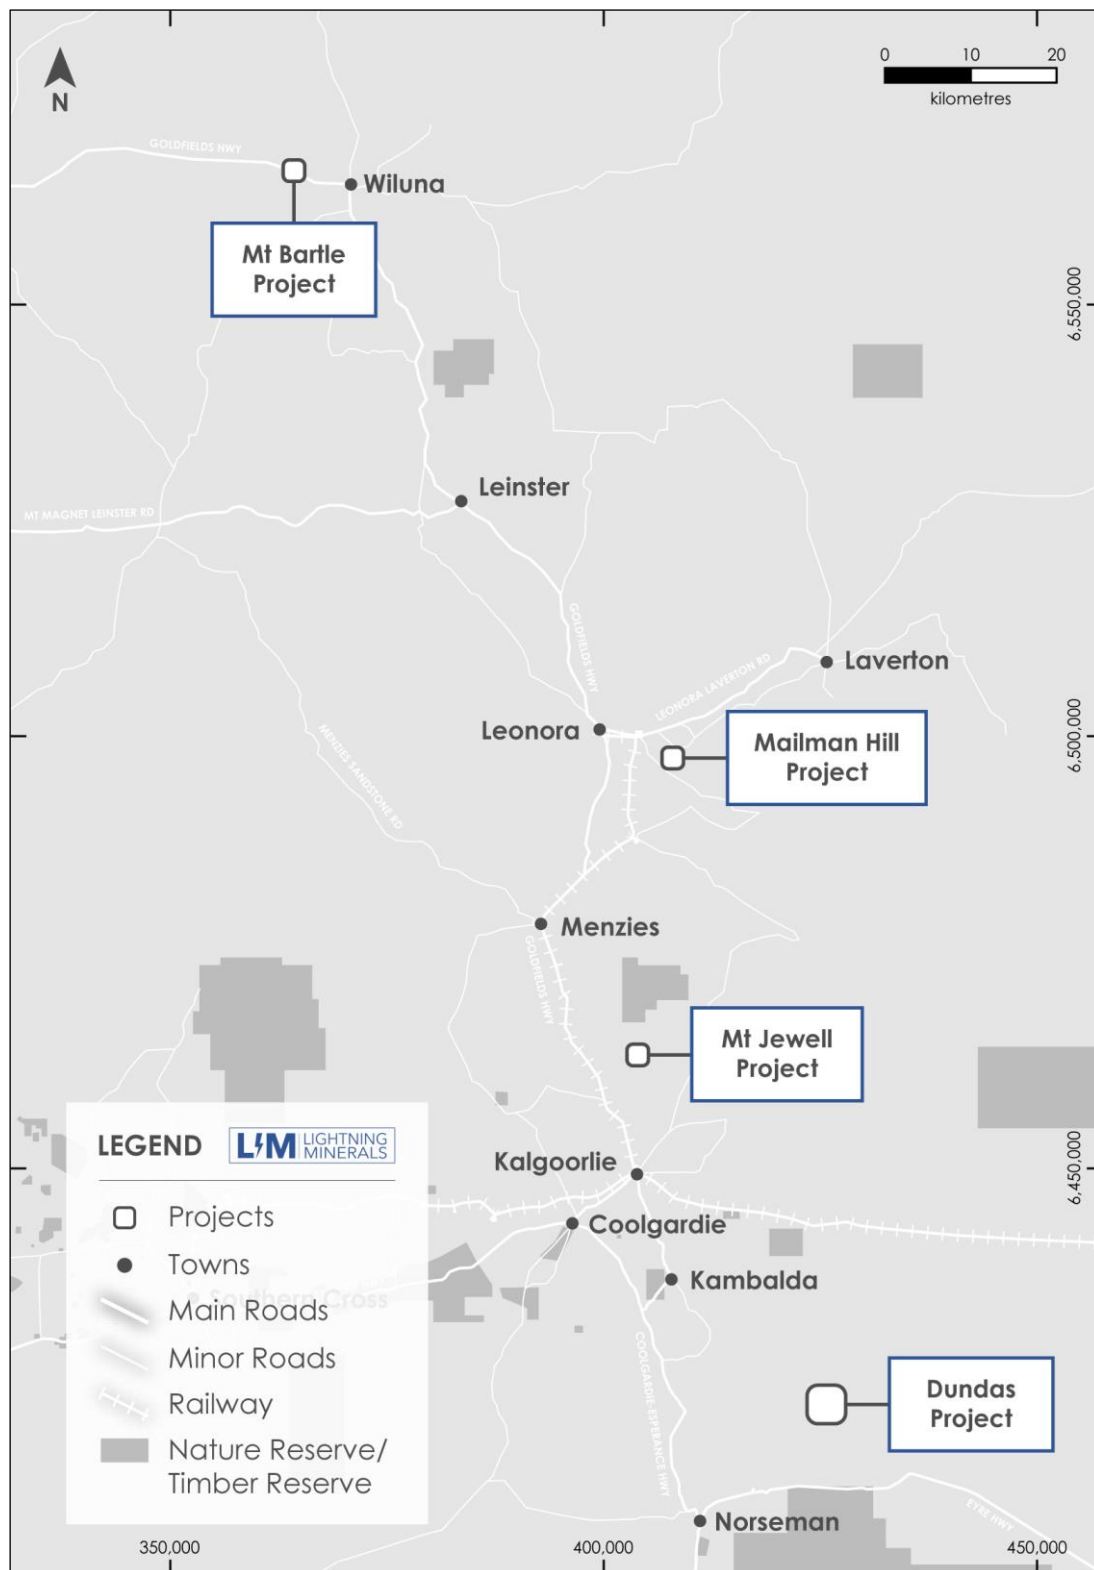 0 10 20
kilometres
N
GOLDFIELDS HWY
Wiluna
Mt Bartle
Project
6,550,000
Leinster
MT MAGNET LEINSTER RD
GOLDFIELDS HWY
Laverton
LEONORA LAVERTON RD
Leonora
6,500,000
Mailman Hill
Project
MENZIES SANDSTONE RD
Menzies
GOLDFIELDS HWY
Mt Jewell
Project
LEGEND
LM LIGHTNING
MINERALS
Kalgoorlie
6,450,000
Projects
Coolgardie
Towns
Kambalda
Southern Cross
Main Roads
Minor Roads
COOLGARDIE-ESPERANCE HWY
Dundas
Project
Railway
Nature Reserve/
Timber Reserve
EYRE HWY
Norseman
350,000
400,000
450,000